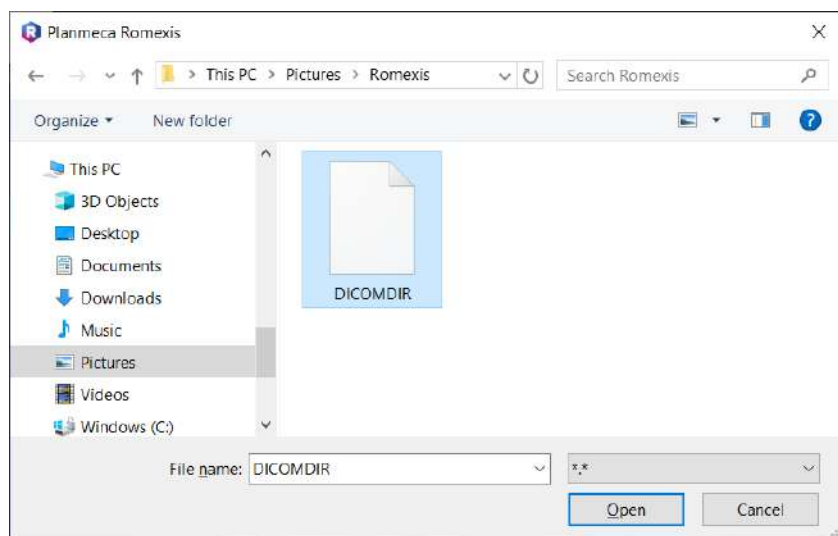 Planmeca Romexis
This PC > Pictures > Romexis
Search Romexis
Organize
New folder
This PC
3D Objects
Desktop
Documents
Downloads
Music
Pictures
Videos
Windows (C:)
DICOMDIR
File name: DICOMDIR
*.*
Open
Cancel